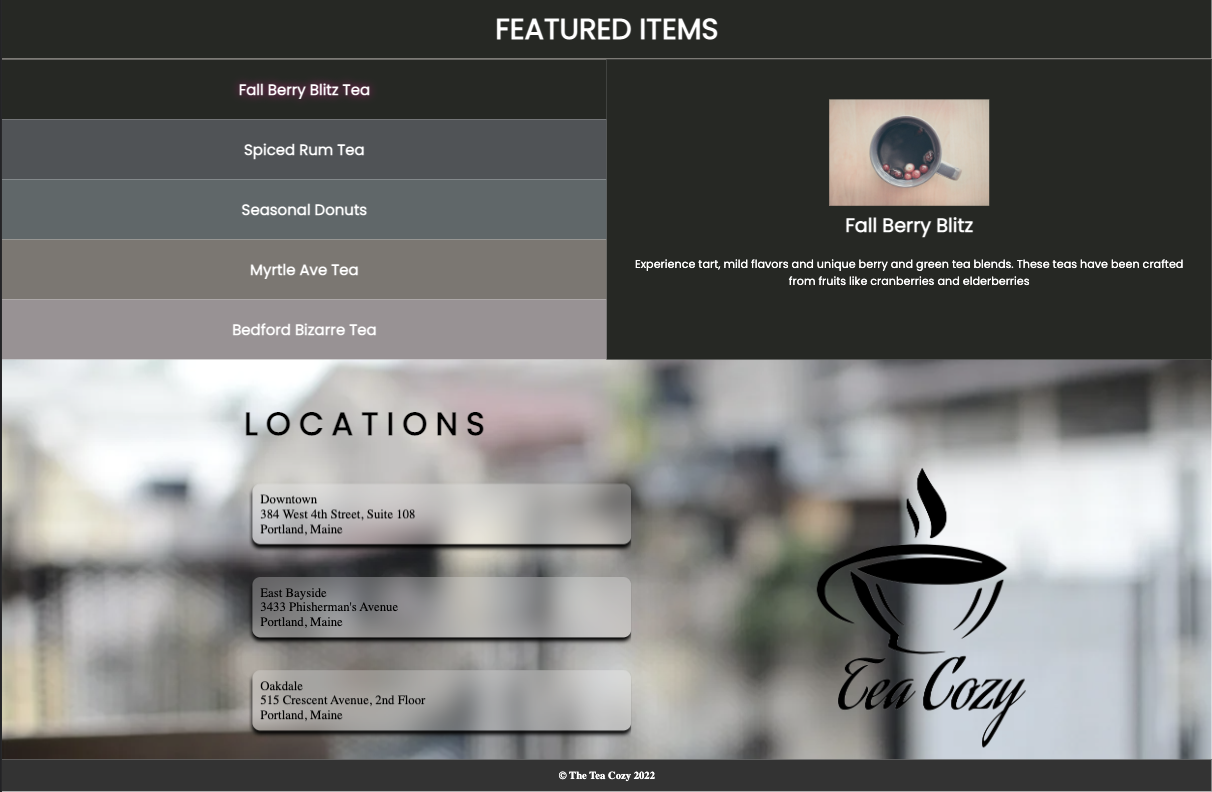 FEATURED ITEMS
Fall Berry Blitz Tea
Spiced Rum Tea
Seasonal Donuts
Myrtle Ave Tea
Bedford Bizarre Tea
Fall Berry Blitz
Experience tart, mild flavors and unique berry and green tea blends. These teas have been crafted
from fruits like cranberries and elderberries
LOCATIONS
Downtown
384 West 4th Street, Suite 108
Portland, Maine
East Bayside
3433 Phisherman's Avenue
Portland, Maine
Oakdale
515 Crescent Avenue, 2nd Floor
Portland, Maine
Tea Cozy
© The Tea Cozy 2022